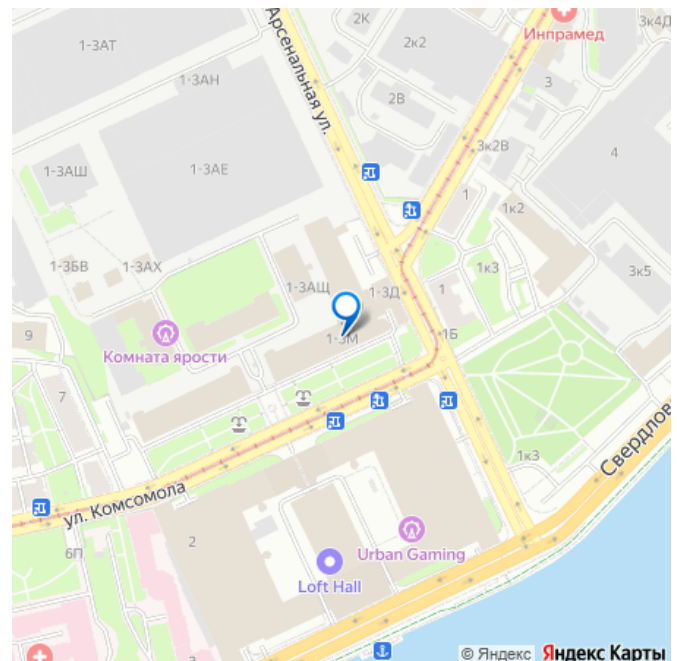 2К
Инпрамед
3к4Д
1-3АТ
2к2
1-3АН
Арсенальная ул.
3
2В
3к2В
1-3АШ
1-3АЕ
4
1
1к2
1к3
1-3БВ
1-3АХ
1-3АЩ
1-3Д
1
3к5
9
Комната ярости
1-3М
1Б
7
1к3
Свердлов
ул. Комсомола
6П
2
Urban Gaming
Loft Hall
3
© Яндекс Яндекс Карты